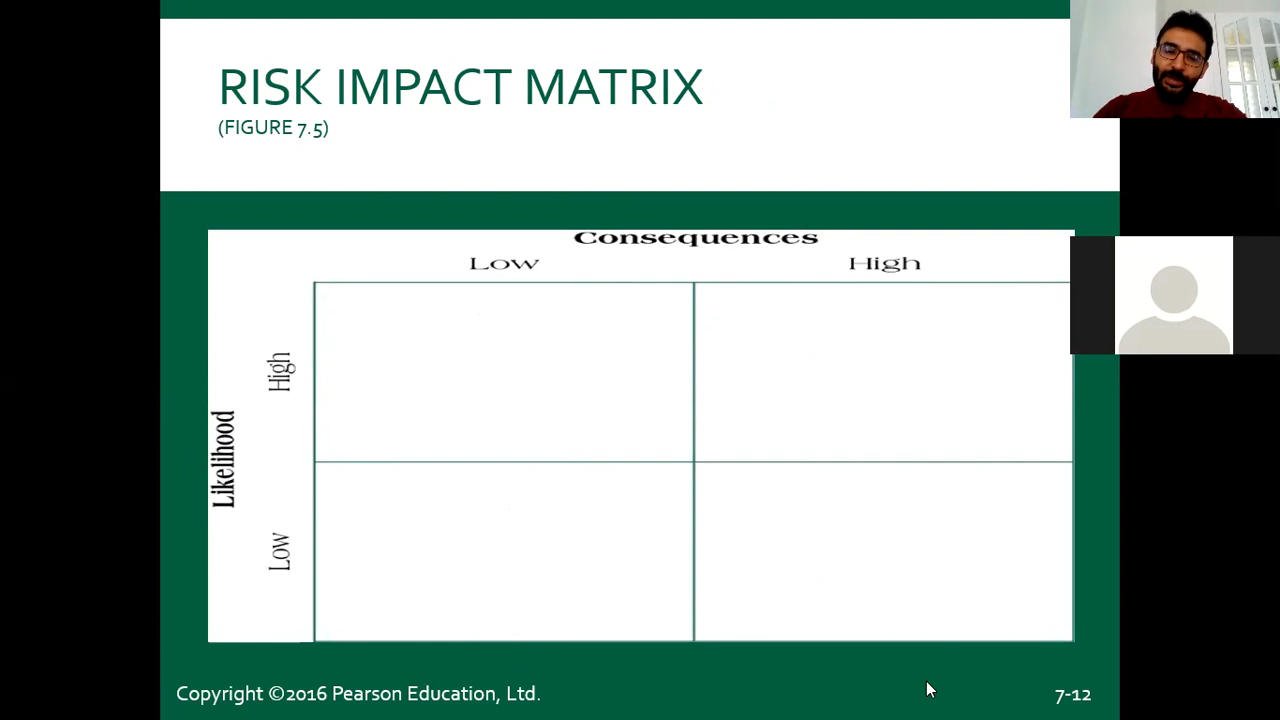 RISK IMPACT MATRIX
(FIGURE 7.5)
Consequences
Low High
High
Likelihood
Low
Copyright ©2016 Pearson Education, Ltd. 7-12